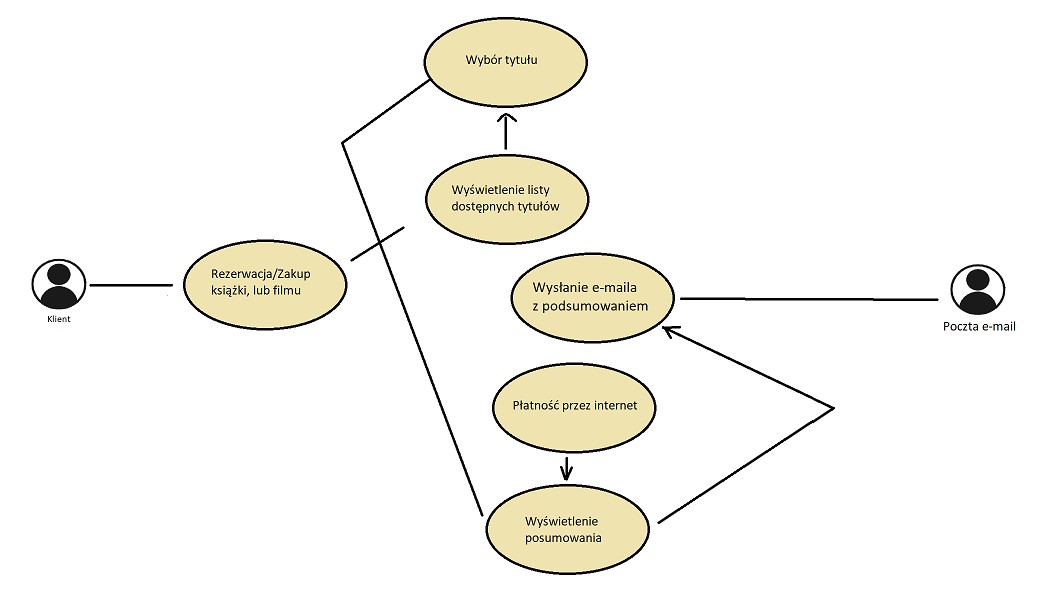 Wybór tytułu
Wyświetlenie listy
dostępnych tytułów
Rezerwacja/Zakup
książki, lub filmu
Klient
Wysłanie e-maila
z podsumowaniem
Poczta e-mail
Płatność przez internet
Wyświetlenie
posumowania